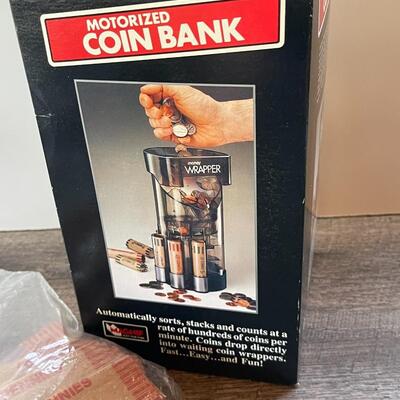 MOTORIZED
COIN BANK
money
WRAPPER
Automatically sorts, stacks and counts at a
rate of hundreds of coins per
minute. Coins drop directly
into waiting coin wrappers.
Fast...Easy...and Fun!